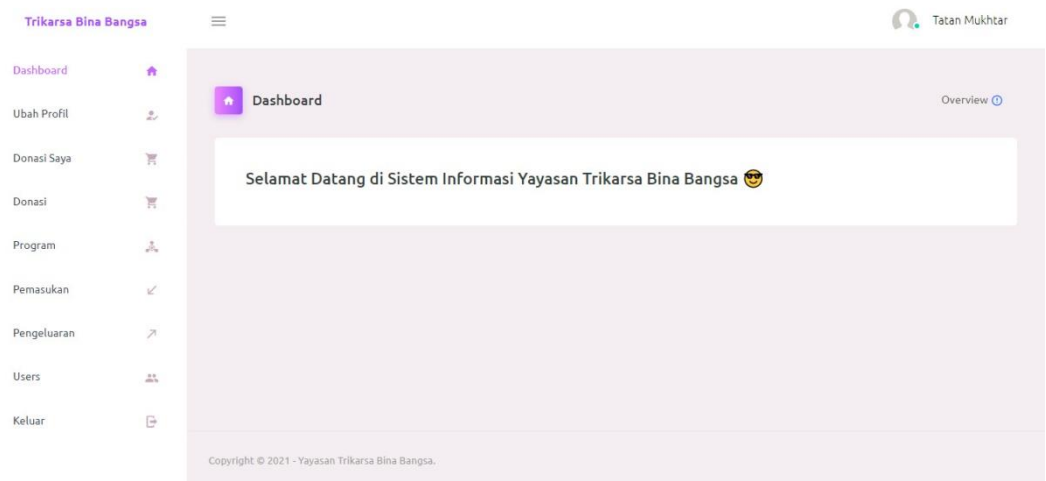 Trikarsa Bina Bangsa
Tatan Mukhtar
Dashboard
Ubah Profil
Donasi Saya
Donasi
Program
Pemasukan
Pengeluaran
Users
Keluar
Dashboard
Overview
Selamat Datang di Sistem Informasi Yayasan Trikarsa Bina Bangsa 😎
Copyright © 2021 - Yayasan Trikarsa Bina Bangsa.